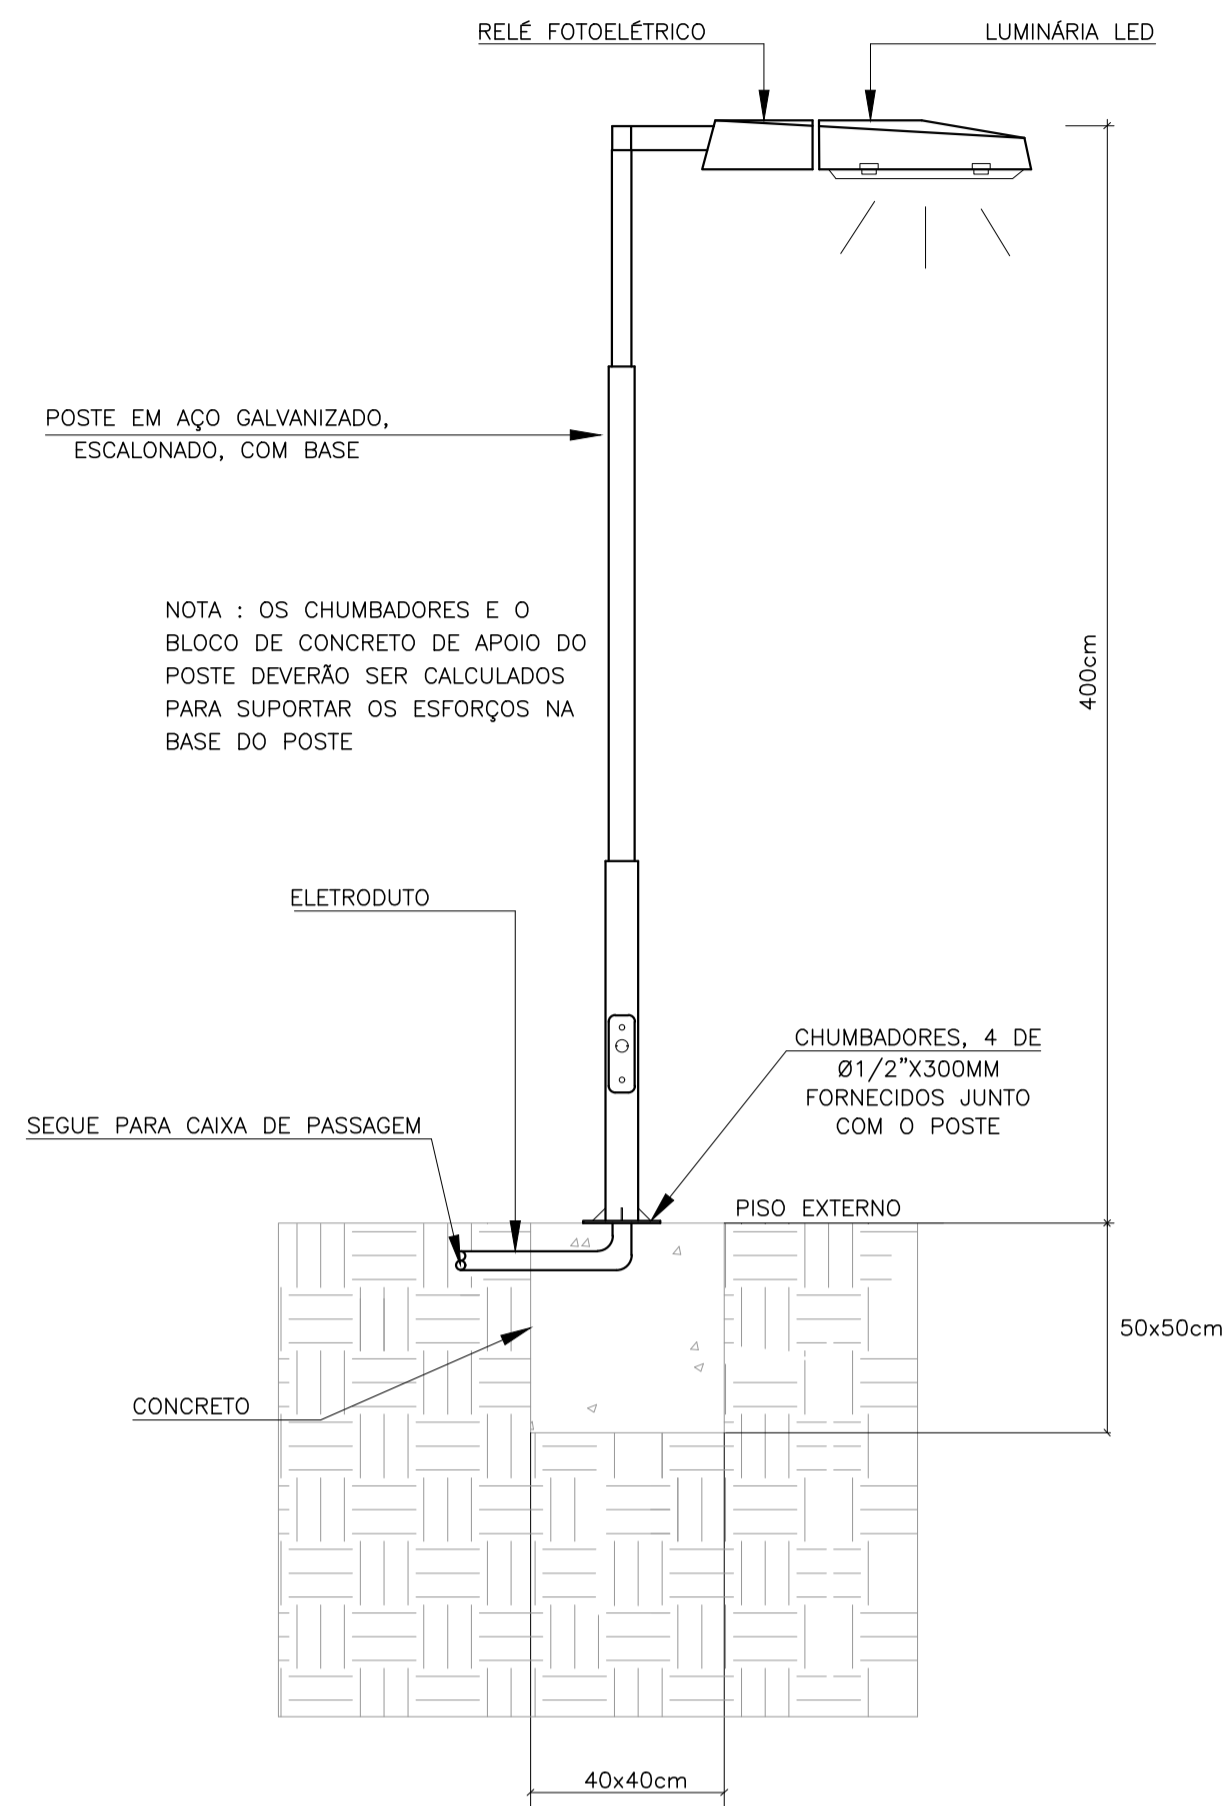 RELÉ FOTOELÉTRICO
LUMINÁRIA LED
POSTE EM AÇO GALVANIZADO,
ESCALONADO, COM BASE
NOTA : OS CHUMBADORES E O
BLOCO DE CONCRETO DE APOIO DO
POSTE DEVERÃO SER CALCULADOS
PARA SUPORTAR OS ESFORÇOS NA
BASE DO POSTE
400cm
ELETRODUTO
CHUMBADORES, 4 DE
Ø1/2"X300MM
FORNECIDOS JUNTO
COM O POSTE
SEGUE PARA CAIXA DE PASSAGEM
PISO EXTERNO
50x50cm
CONCRETO
40x40cm